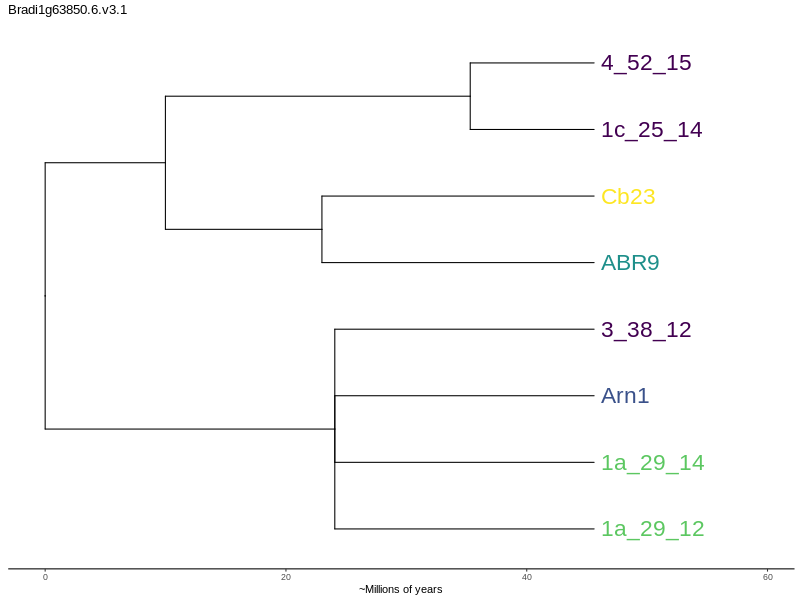 Bradi1g63850.6.v3.1
4_52_15
1c_25_14
Cb23
ABR9
3_38_12
Arn1
1a_29_14
1a_29_12
0 20 40 60
~Millions of years